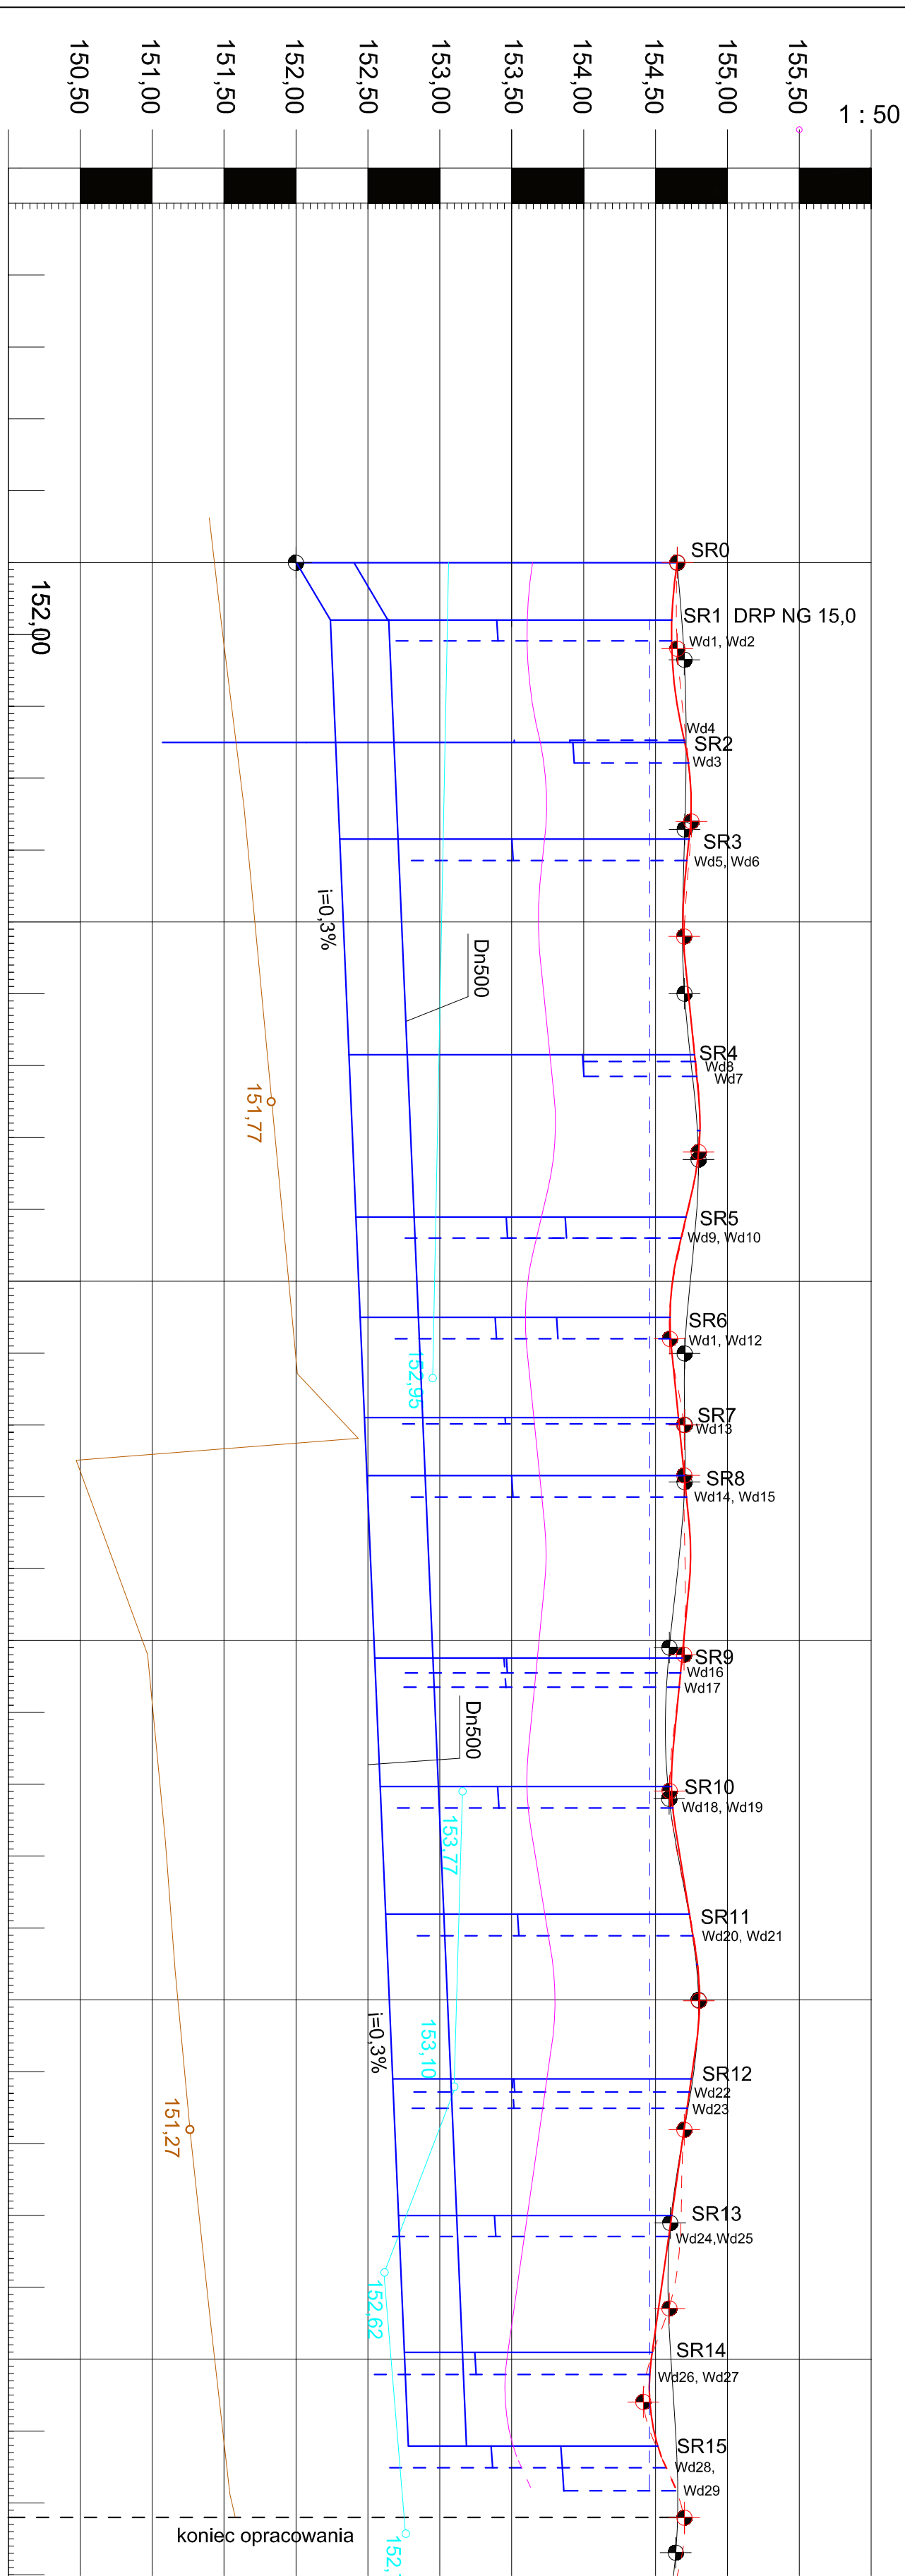 1 : 50
155,50
155,00
154,50
154,00
153,50
153,00
152,50
152,00
151,50
151,00
150,50
152,00
SR0
SR1 DRP NG 15,0
Wd1, Wd2
Wd4
SR2
Wd3
SR3
Wd5, Wd6
i=0,3%
Dn500
SR4
Wd8
Wd7
151,77
SR5
Wd9, Wd10
SR6
Wd1, Wd12
152,95
SR7
Wd13
SR8
Wd14, Wd15
SR9
Wd16
Wd17
Dn500
SR10
Wd18, Wd19
153,77
SR11
Wd20, Wd21
i=0,3%
153,10
SR12
Wd22
Wd23
151,27
SR13
Wd24,Wd25
152,62
SR14
Wd26, Wd27
SR15
Wd28,
Wd29
koniec opracowania